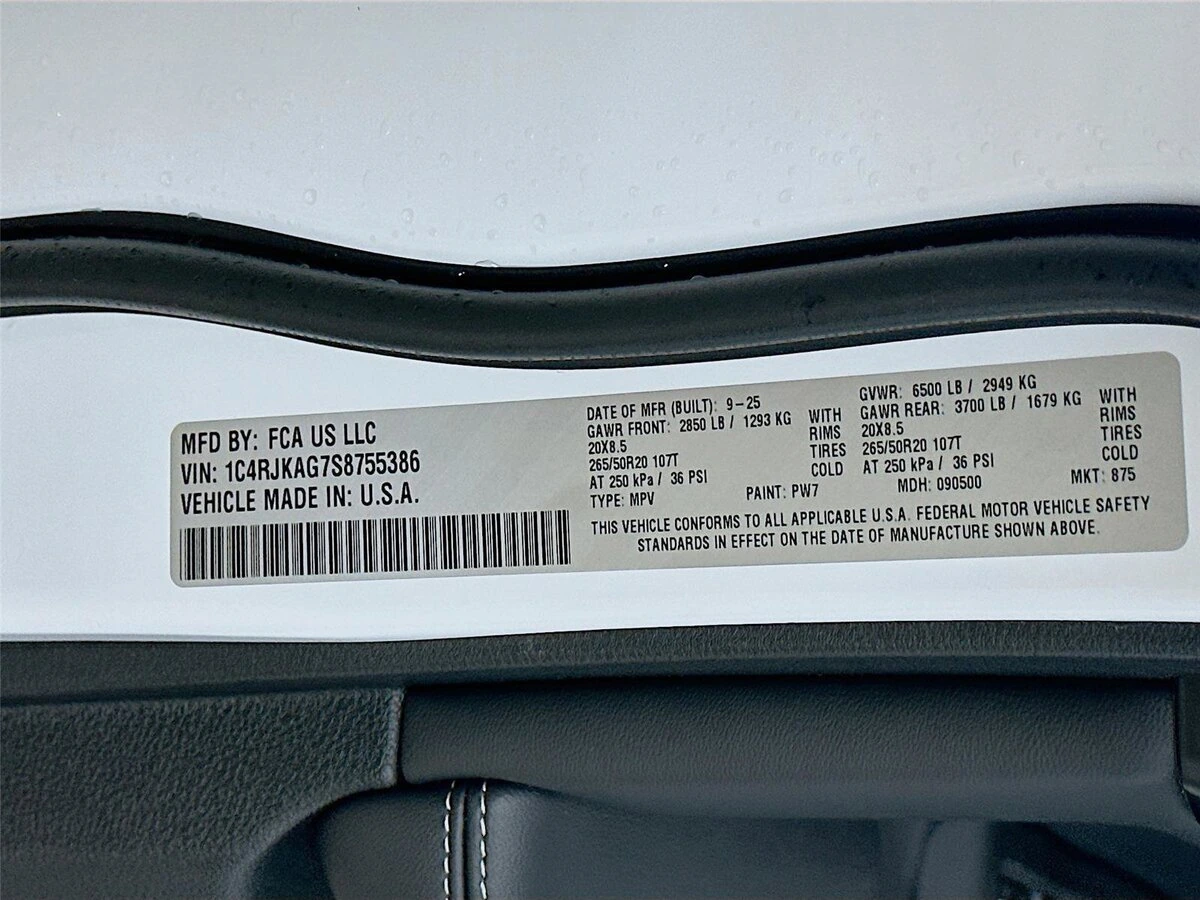 MFD BY: FCA US LLC
VIN: 1C4RJKAG7S8755386
VEHICLE MADE IN: U.S.A.
DATE OF MFR (BUILT): 9-25
GAWR FRONT: 2850 LB / 1293 KG WITH
20X8.5 RIMS
265/50R20 107T TIRES
AT 250 kPa / 36 PSI COLD
TYPE: MPV PAINT: PW7
GVWR: 6500 LB / 2949 KG
GAWR REAR: 3700 LB / 1679 KG WITH
20X8.5 RIMS
265/50R20 107T TIRES
AT 250 kPa / 36 PSI COLD
MDH: 090500 MKT: 875
THIS VEHICLE CONFORMS TO ALL APPLICABLE U.S.A. FEDERAL MOTOR VEHICLE SAFETY
STANDARDS IN EFFECT ON THE DATE OF MANUFACTURE SHOWN ABOVE.